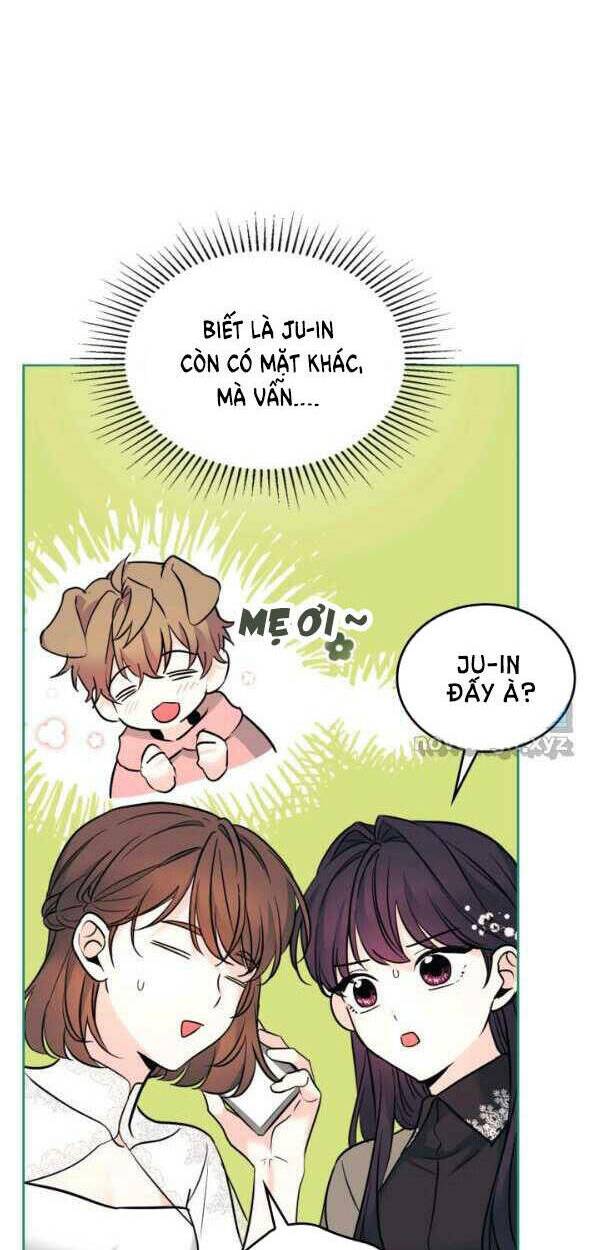 BIẾT LÀ JU-IN
CÒN CÓ MẶT KHÁC,
MÀ VẪN....
MẸ ƠI~
JU-IN
ĐẤY À?